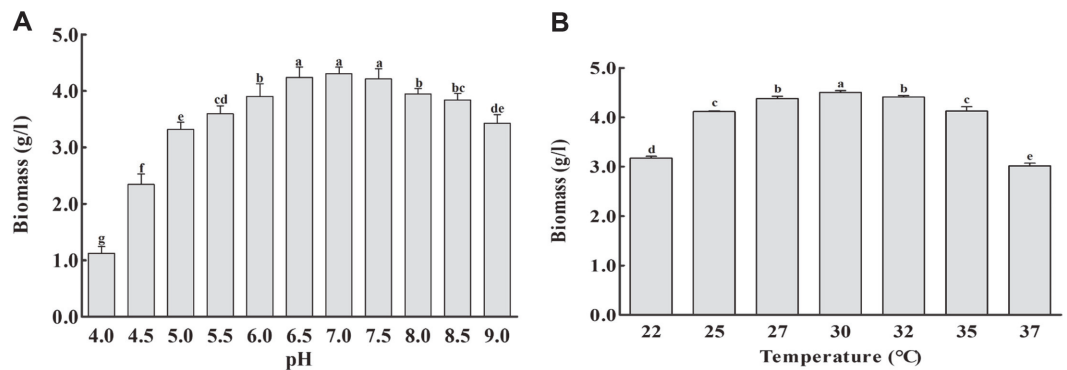 A
Biomass (g/l)
5.0
4.0
3.0
2.0
1.0
0.0
g
f
e
cd
b
a
a
a
b
bc
de
4.0 4.5 5.0 5.5 6.0 6.5 7.0 7.5 8.0 8.5 9.0
pH
B
Biomass (g/l)
5.0
4.0
3.0
2.0
1.0
0.0
d
c
b
a
b
c
e
22 25 27 30 32 35 37
Temperature (°C)